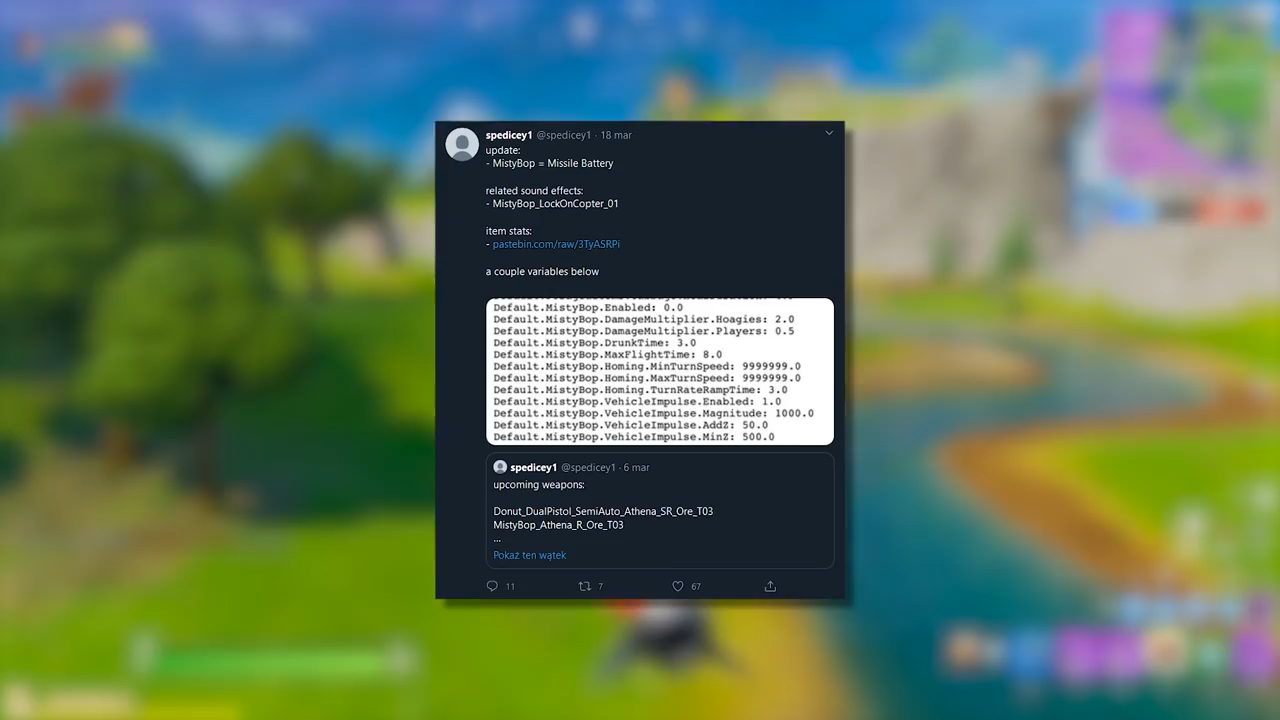 spedicey1 @spedicey1 · 18 mar
update:
- MistyBop = Missile Battery
related sound effects:
- MistyBop_LockOnCopter_01
item stats:
- pastebin.com/raw/3TyASRPi
a couple variables below
Default.MistyBop.Enabled: 0.0
Default.MistyBop.DamageMultiplier.Hoagies: 2.0
Default.MistyBop.DamageMultiplier.Players: 0.5
Default.MistyBop.DrunkTime: 3.0
Default.MistyBop.MaxFlightTime: 8.0
Default.MistyBop.Homing.MinTurnSpeed: 9999999.0
Default.MistyBop.Homing.MaxTurnSpeed: 9999999.0
Default.MistyBop.Homing.TurnRateRampTime: 3.0
Default.MistyBop.VehicleImpulse.Enabled: 1.0
Default.MistyBop.VehicleImpulse.Magnitude: 1000.0
Default.MistyBop.VehicleImpulse.AddZ: 50.0
Default.MistyBop.VehicleImpulse.MinZ: 500.0
spedicey1 @spedicey1 · 6 mar
upcoming weapons:
Donut_DualPistol_SemiAuto_Athena_SR_Ore_T03
MistyBop_Athena_R_Ore_T03
...
Pokaż ten wątek
11 7 67